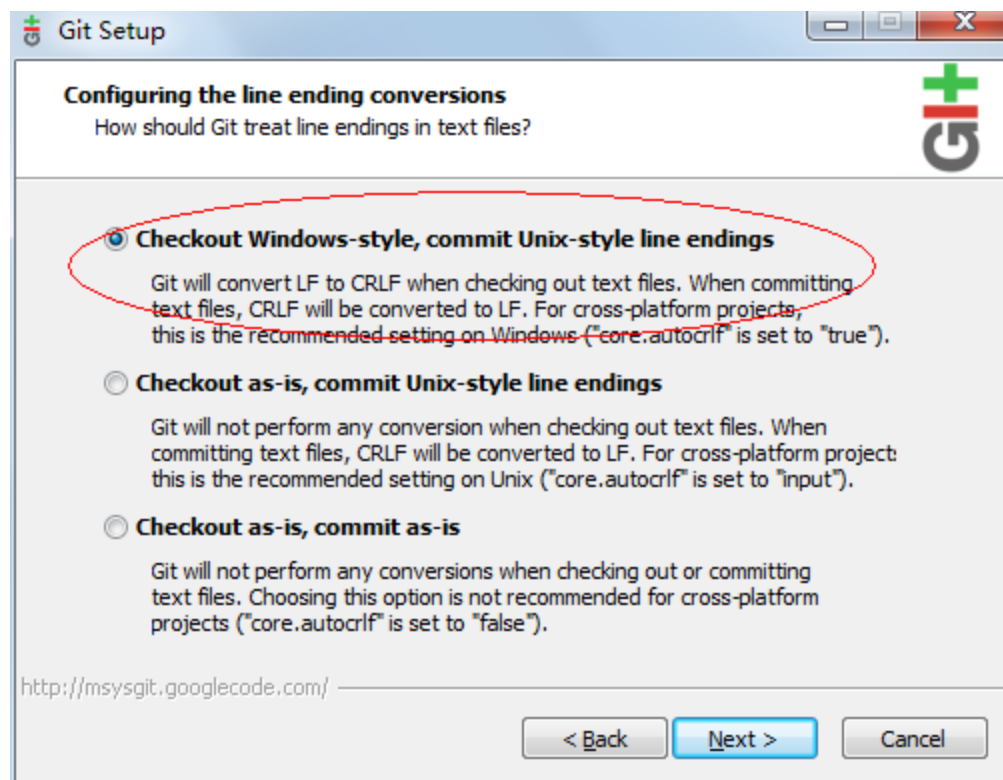 Git Setup
Configuring the line ending conversions
How should Git treat line endings in text files?
Checkout Windows-style, commit Unix-style line endings
Git will convert LF to CRLF when checking out text files. When committing
text files, CRLF will be converted to LF. For cross-platform projects,
this is the recommended setting on Windows ("core.autocrlf" is set to "true").
Checkout as-is, commit Unix-style line endings
Git will not perform any conversion when checking out text files. When
committing text files, CRLF will be converted to LF. For cross-platform project
this is the recommended setting on Unix ("core.autocrlf" is set to "input").
Checkout as-is, commit as-is
Git will not perform any conversions when checking out or committing
text files. Choosing this option is not recommended for cross-platform
projects ("core.autocrlf" is set to "false").
http://msysgit.googlecode.com/
< Back
Next >
Cancel